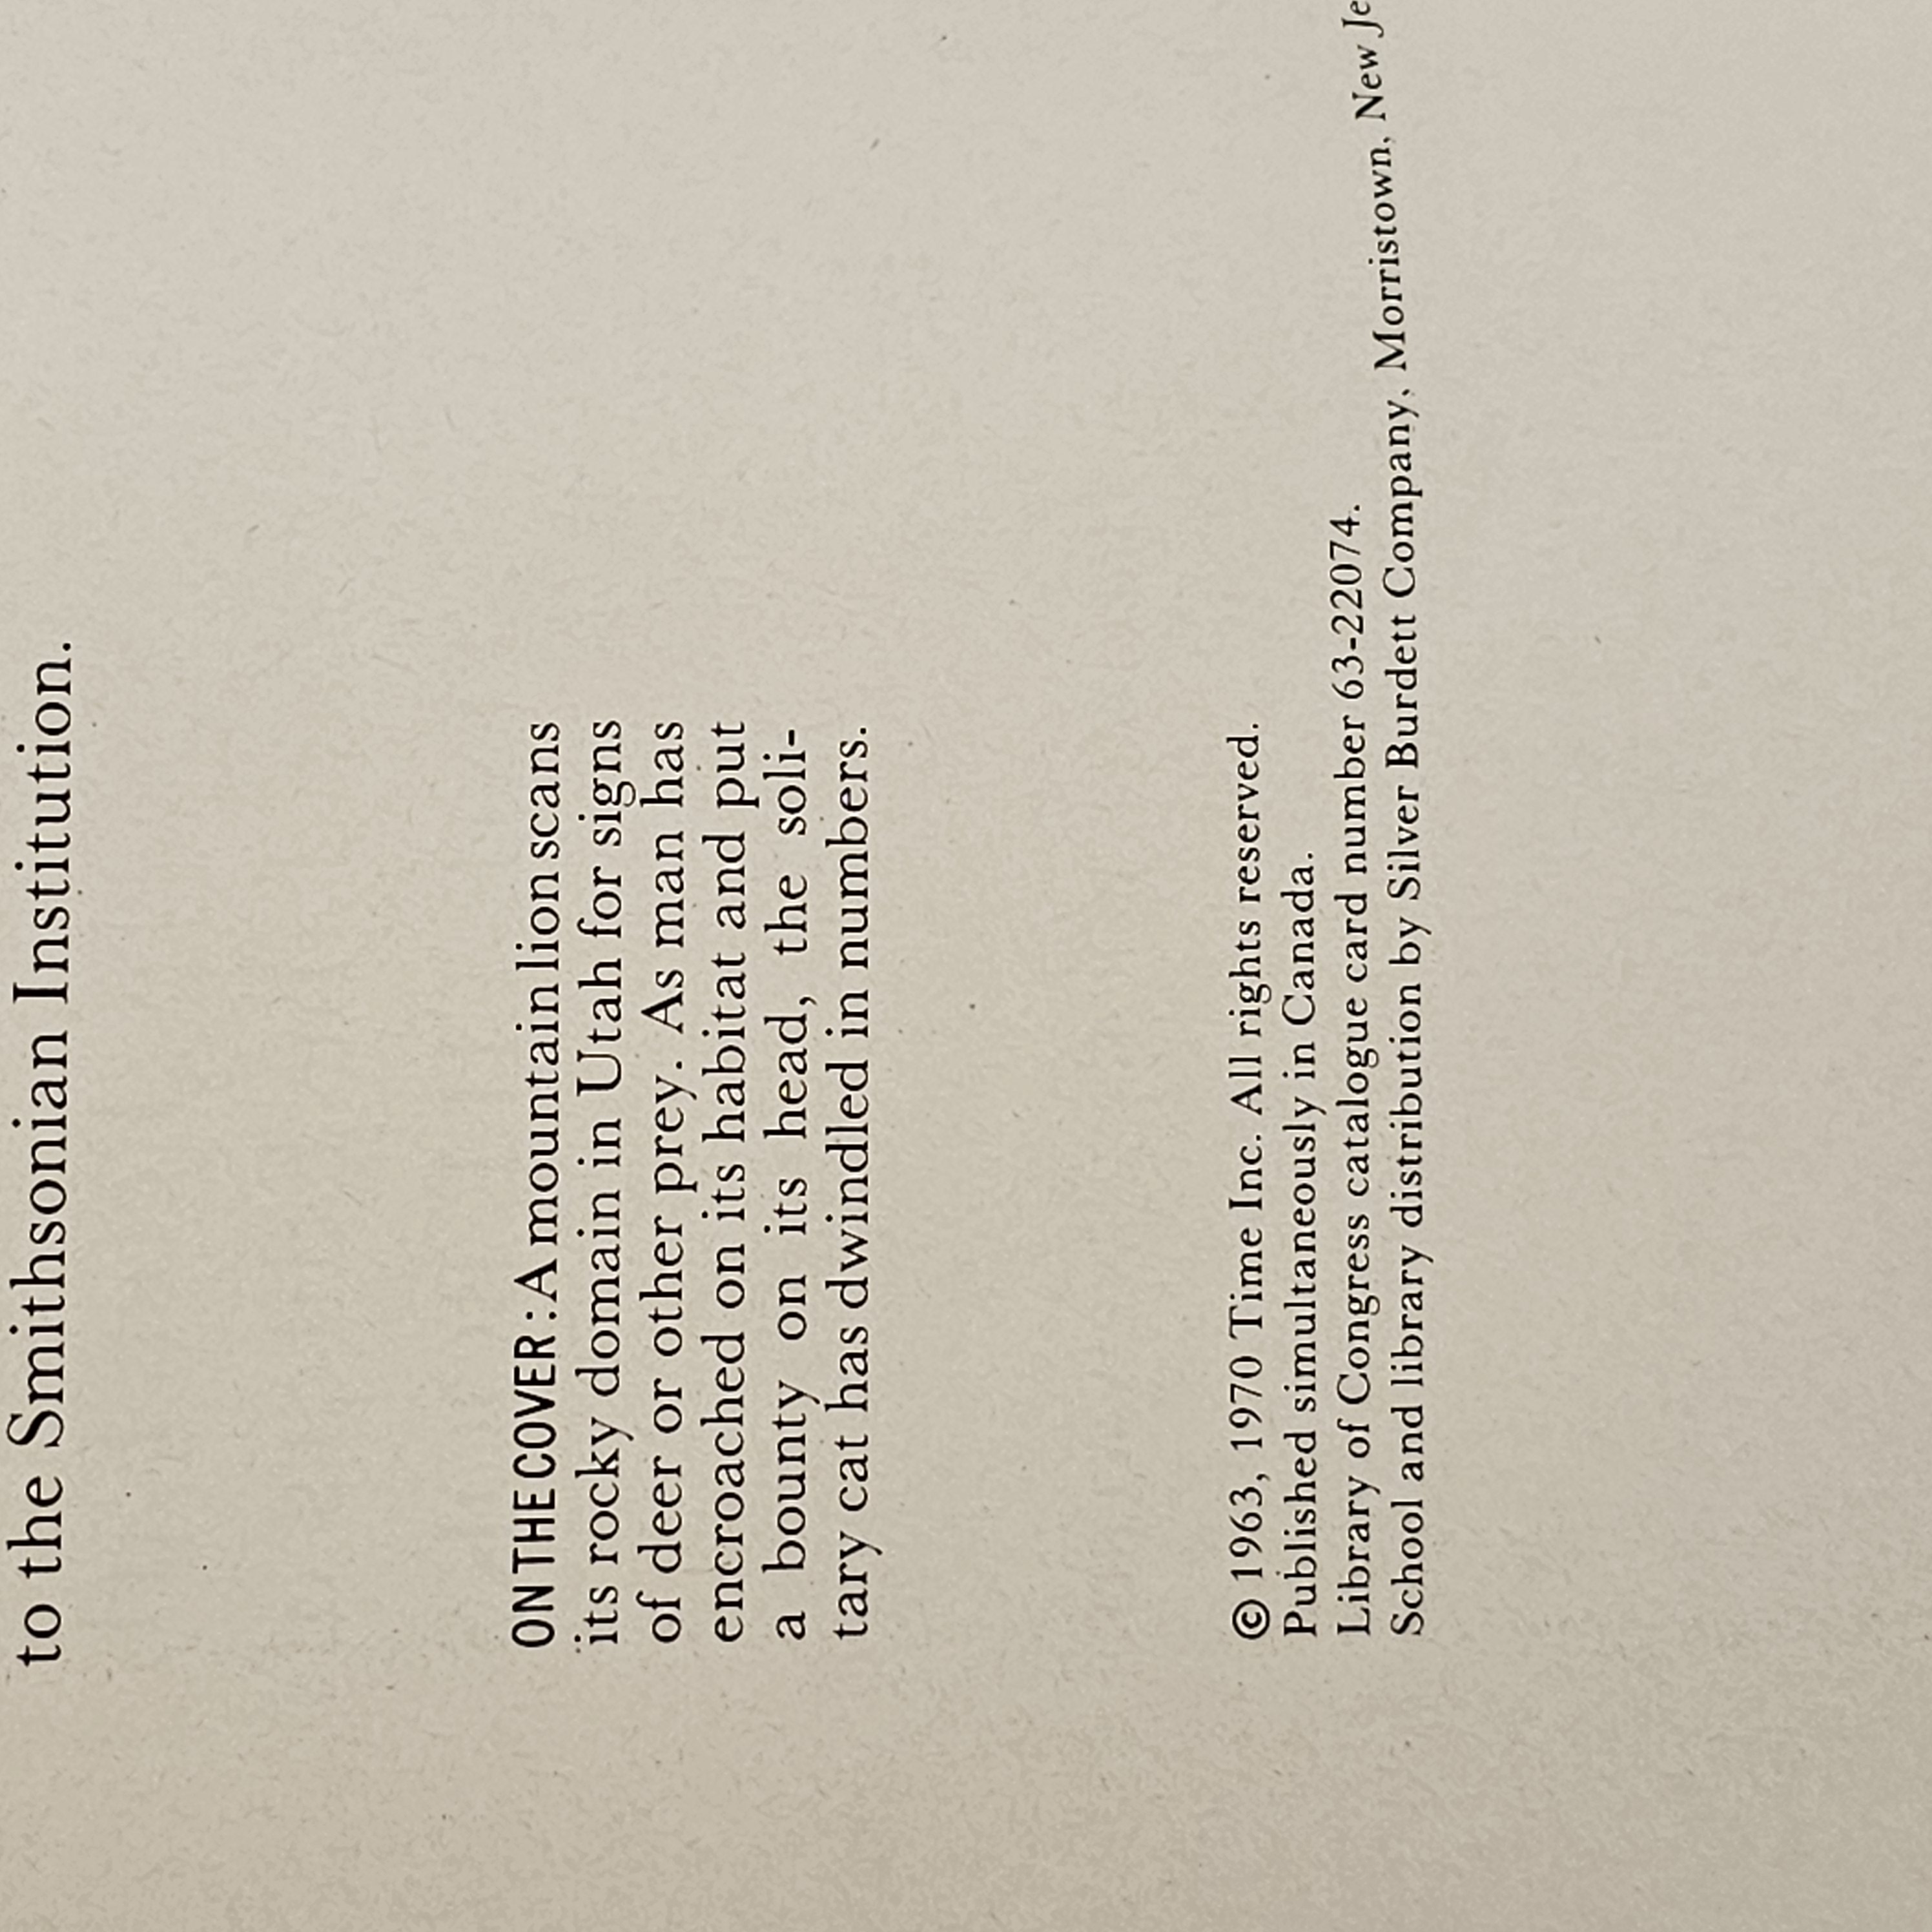 to the Smithsonian Institution.
ON THE COVER: A mountain lion scans
its rocky domain in Utah for signs
of deer or other prey. As man has
encroached on its habitat and put
a bounty on its head, the soli-
tary cat has dwindled in numbers.
© 1963, 1970 Time Inc. All rights reserved.
Published simultaneously in Canada.
Library of Congress catalogue card number 63-22074.
School and library distribution by Silver Burdett Company, Morristown, New Je